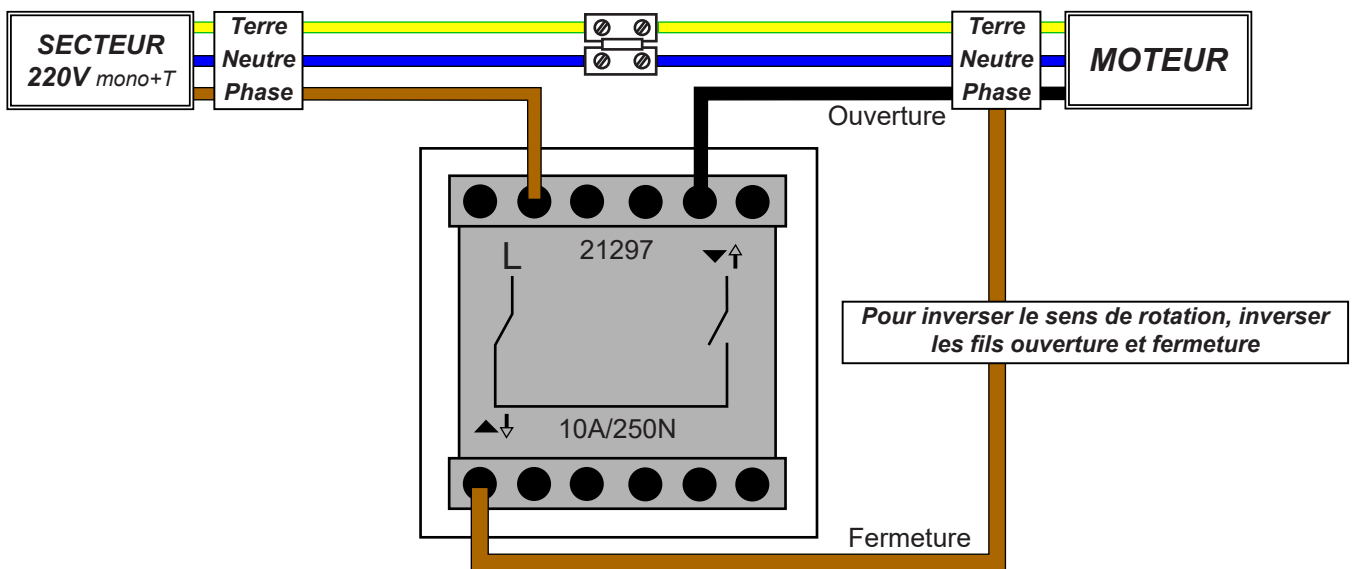 SECTEUR
220V mono+T
Terre
Neutre
Phase
Terre
Neutre
Phase
MOTEUR
Ouverture
L
21297
10A/250N
Pour inverser le sens de rotation, inverser
les fils ouverture et fermeture
Fermeture